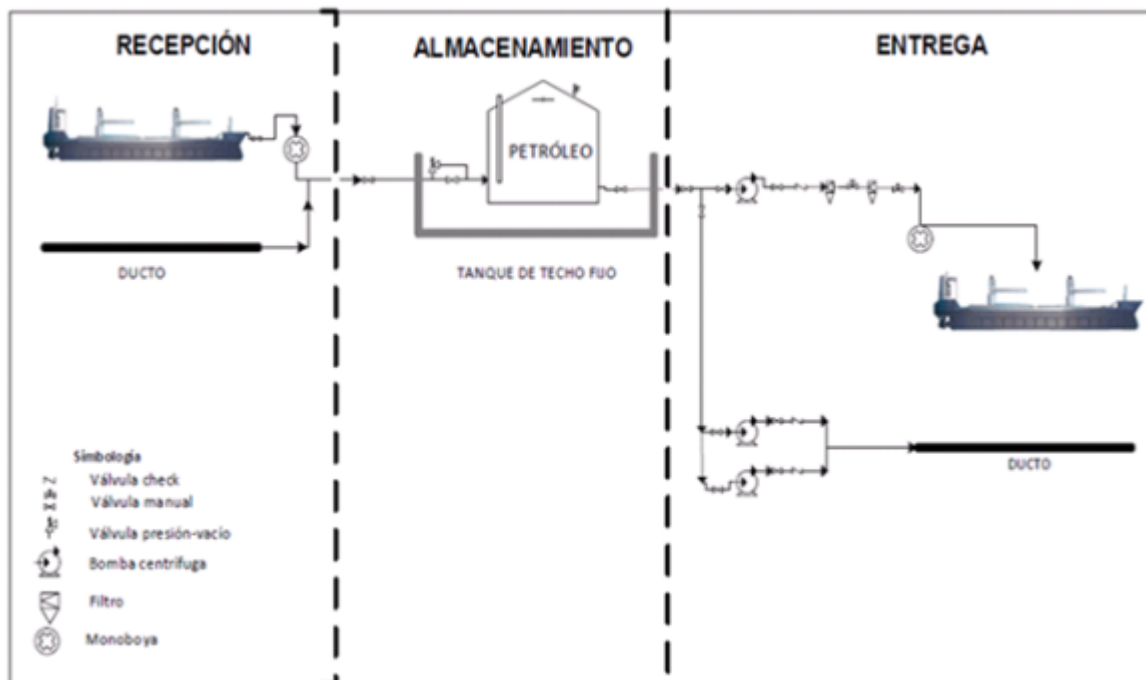 RECEPCIÓN
ALMACENAMIENTO
ENTREGA
PETRÓLEO
DUCTO
TANQUE DE TECHO FIJO
DUCTO
Simbología
Válvula check
Válvula manual
Válvula presión-vacío
Bomba centrífuga
Filtro
Monoboya